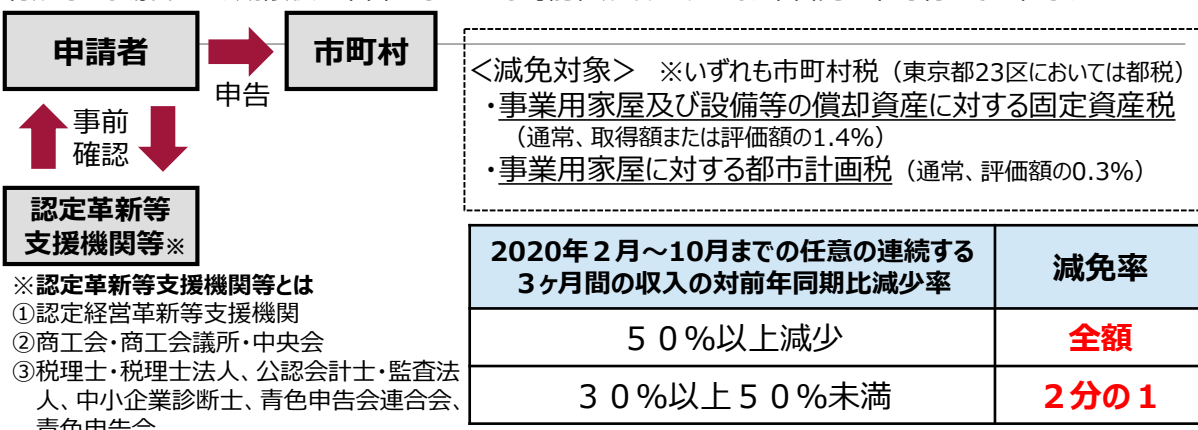 申請者
市町村
申告
事前
確認
認定革新等
支援機関等※
※認定革新等支援機関等とは
①認定経営革新等支援機関
②商工会・商工会議所・中央会
③税理士・税理士法人、公認会計士・監査法
人、中小企業診断士、青色申告会連合会、
青色申告会
＜減免対象＞ ※いずれも市町村税（東京都23区においては都税）
・事業用家屋及び設備等の償却資産に対する固定資産税
（通常、取得額または評価額の1.4%）
・事業用家屋に対する都市計画税（通常、評価額の0.3%）
2020年２月～10月までの任意の連続する
３ヶ月間の収入の対前年同期比減少率
減免率
５０%以上減少
全額
３０%以上５０%未満
２分の１